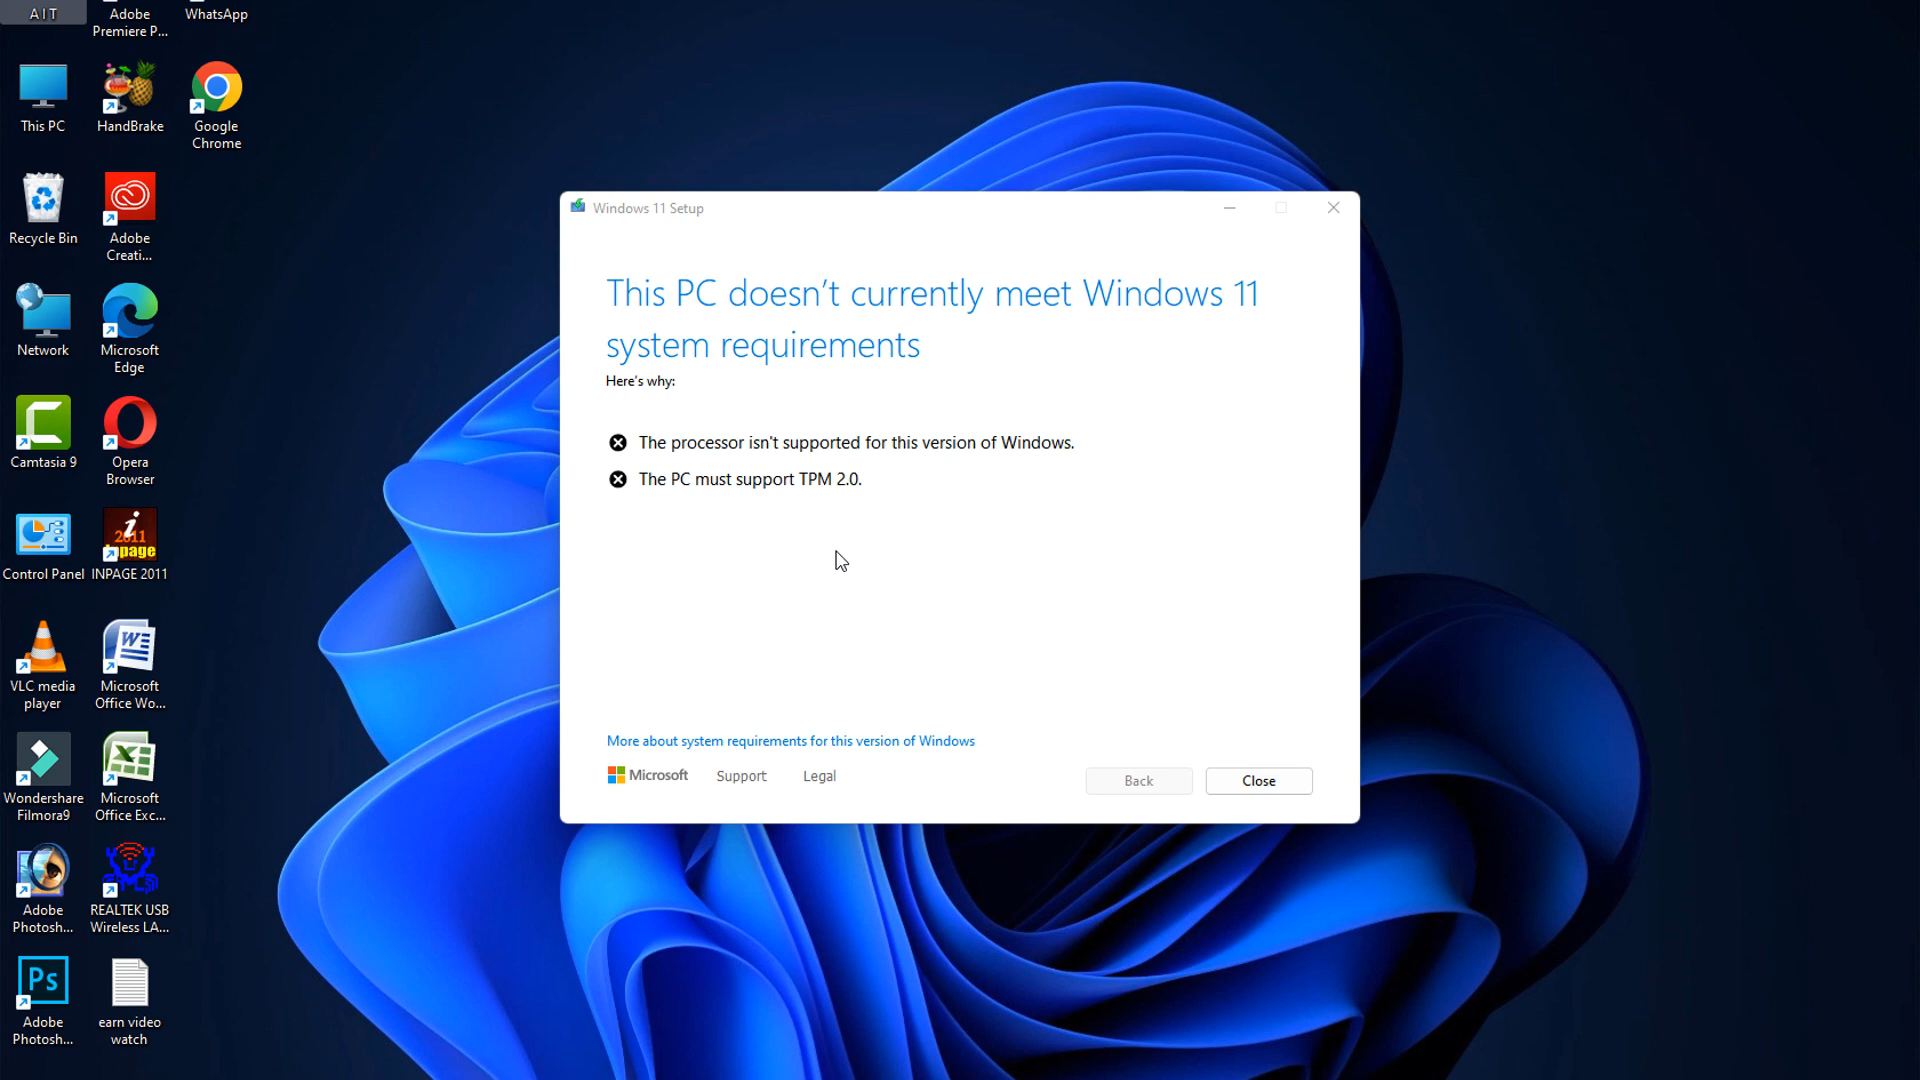 AIT
Adobe
Premiere P...
WhatsApp
This PC
HandBrake
Google
Chrome
Recycle Bin
Adobe
Creati...
Network
Microsoft
Edge
Camtasia 9
Opera
Browser
Control Panel
i
2011
inpage
INPAGE 2011
VLC media
player
W
Microsoft
Office Wo...
Wondershare
Filmora9
Microsoft
Office Exc...
Adobe
Photosh...
REALTEK USB
Wireless LA...
Ps
Adobe
Photosh...
earn video
watch
Windows 11 Setup
This PC doesn't currently meet Windows 11
system requirements
Here's why:
The processor isn't supported for this version of Windows.
The PC must support TPM 2.0.
More about system requirements for this version of Windows
Microsoft Support Legal
Back Close